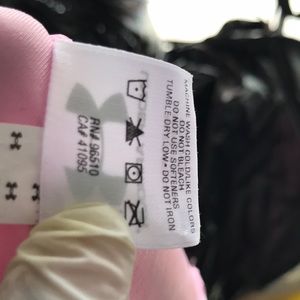 MACHINE WASH COLD/LIKE COLORS
DO NOT BLEACH
DO NOT USE SOFTENERS
TUMBLE DRY LOW • DO NOT IRON
RN# 96510
CA# 41095